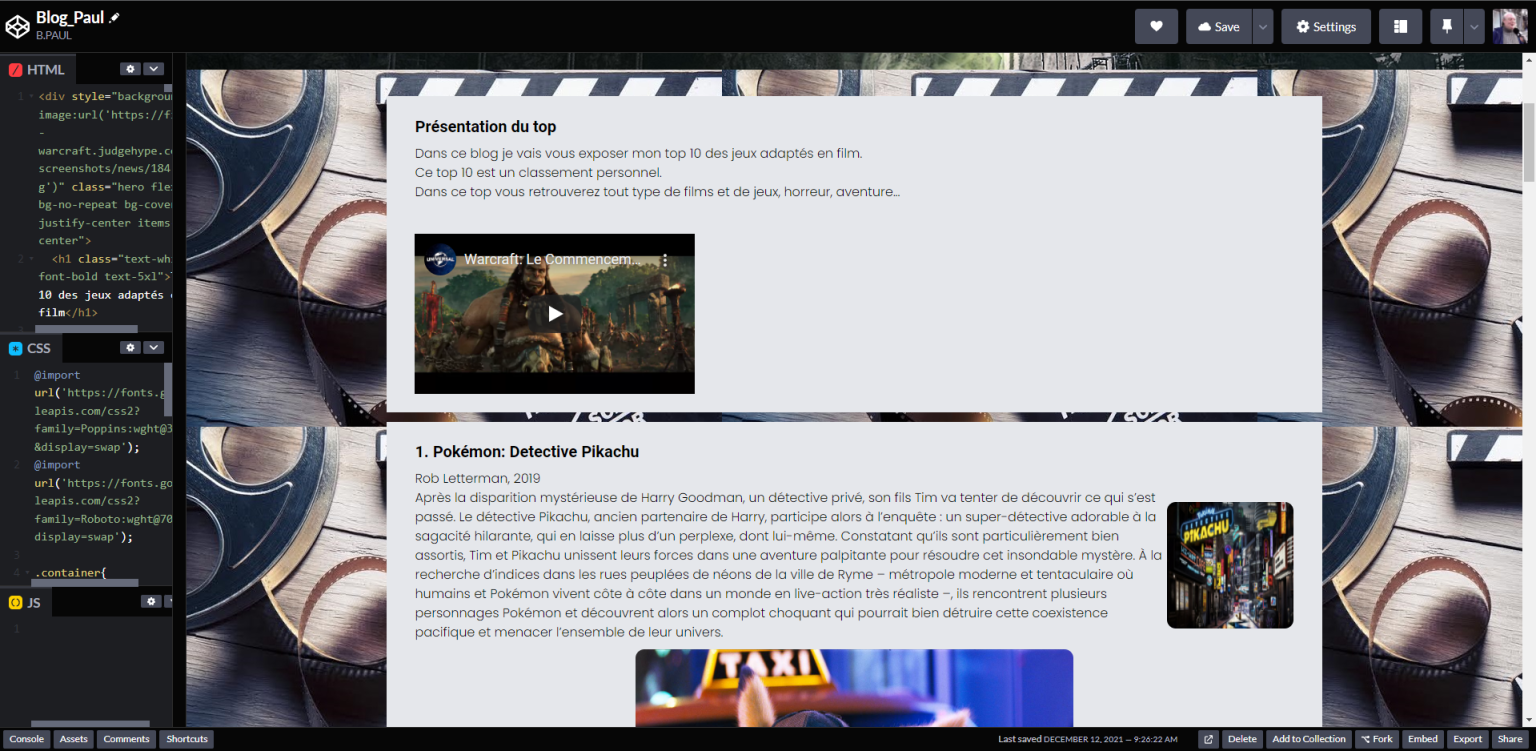 Blog_Paul
B.PAUL
Save
Settings
HTML
1
<div style="backgrou
image:url('https://f
-
warcraft.judgehype.c
screenshots/news/184
g')" class="hero fle
bg-no-repeat bg-cove
justify-center items
center">
2
<h1 class="text-wh
font-bold text-5xl">
10 des jeux adaptés
film</h1>
CSS
1
@import
url('https://fonts.g
leapis.com/css2?
family=Poppins:wght@3
&display=swap');
2
@import
url('https://fonts.go
leapis.com/css2?
family=Roboto:wght@70
display=swap');
3
4
.container{
JS
1
Présentation du top
Dans ce blog je vais vous exposer mon top 10 des jeux adaptés en film.
Ce top 10 est un classement personnel.
Dans ce top vous retrouverez tout type de films et de jeux, horreur, aventure...
UNIVERSAL
Warcraft: Le Commencem...
1. Pokémon: Detective Pikachu
Rob Letterman, 2019
Après la disparition mystérieuse de Harry Goodman, un détective privé, son fils Tim va tenter de découvrir ce qui s’est
passé. Le détective Pikachu, ancien partenaire de Harry, participe alors à l’enquête : un super-détective adorable à la
sagacité hilarante, qui en laisse plus d’un perplexe, dont lui-même. Constatant qu’ils sont particulièrement bien
assortis, Tim et Pikachu unissent leurs forces dans une aventure palpitante pour résoudre cet insondable mystère. À la
recherche d’indices dans les rues peuplées de néons de la ville de Ryme – métropole moderne et tentaculaire où
humains et Pokémon vivent côte à côte dans un monde en live-action très réaliste –, ils rencontrent plusieurs
personnages Pokémon et découvrent alors un complot choquant qui pourrait bien détruire cette coexistence
pacifique et menacer l’ensemble de leur univers.
PIKACHU
TAXI
Console
Assets
Comments
Shortcuts
Last saved DECEMBER 12, 2021 — 9:26:22 AM
Delete
Add to Collection
Fork
Embed
Export
Share